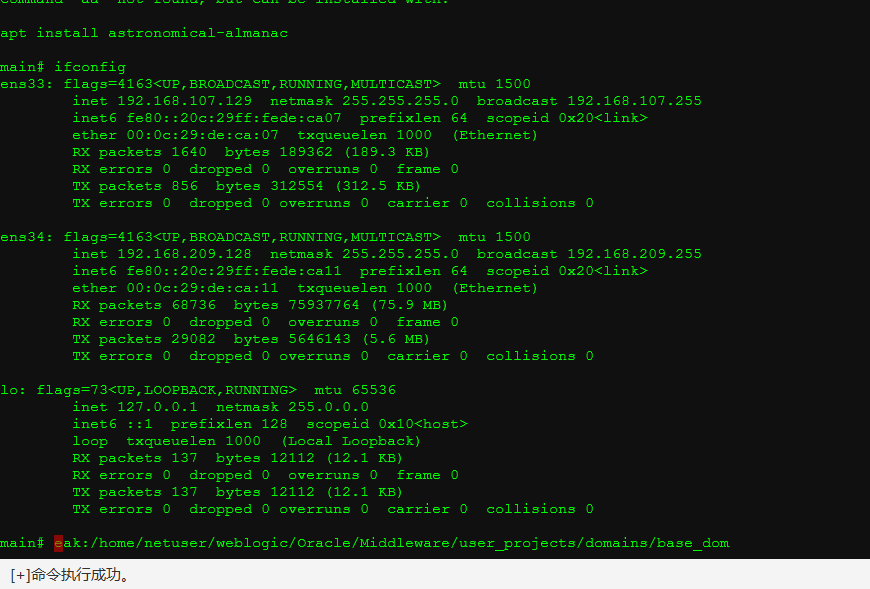 apt install astronomical-almanac
main# ifconfig
ens33: flags=4163<UP,BROADCAST,RUNNING,MULTICAST>  mtu 1500
        inet 192.168.107.129  netmask 255.255.255.0  broadcast 192.168.107.255
        inet6 fe80::20c:29ff:fede:ca07  prefixlen 64  scopeid 0x20<link>
        ether 00:0c:29:de:ca:07  txqueuelen 1000  (Ethernet)
        RX packets 1640  bytes 189362 (189.3 KB)
        RX errors 0  dropped 0  overruns 0  frame 0
        TX packets 856  bytes 312554 (312.5 KB)
        TX errors 0  dropped 0 overruns 0  carrier 0  collisions 0
ens34: flags=4163<UP,BROADCAST,RUNNING,MULTICAST>  mtu 1500
        inet 192.168.209.128  netmask 255.255.255.0  broadcast 192.168.209.255
        inet6 fe80::20c:29ff:fede:ca11  prefixlen 64  scopeid 0x20<link>
        ether 00:0c:29:de:ca:11  txqueuelen 1000  (Ethernet)
        RX packets 68736  bytes 75937764 (75.9 MB)
        RX errors 0  dropped 0  overruns 0  frame 0
        TX packets 29082  bytes 5646143 (5.6 MB)
        TX errors 0  dropped 0 overruns 0  carrier 0  collisions 0
lo: flags=73<UP,LOOPBACK,RUNNING>  mtu 65536
        inet 127.0.0.1  netmask 255.0.0.0
        inet6 ::1  prefixlen 128  scopeid 0x10<host>
        loop  txqueuelen 1000  (Local Loopback)
        RX packets 137  bytes 12112 (12.1 KB)
        RX errors 0  dropped 0  overruns 0  frame 0
        TX packets 137  bytes 12112 (12.1 KB)
        TX errors 0  dropped 0 overruns 0  carrier 0  collisions 0
main# eak:/home/netuser/weblogic/Oracle/Middleware/user_projects/domains/base_dom
[+]命令执行成功。